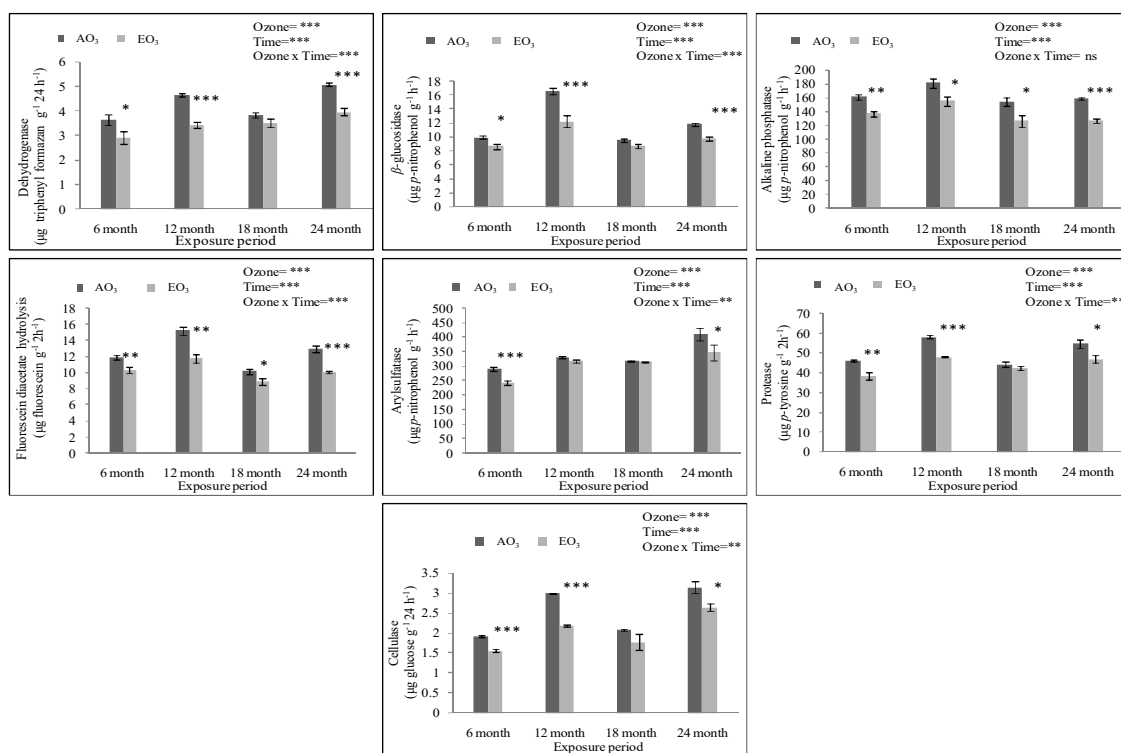 Ozone= ***
Time=***
Ozone x Time=***
AO₃ EO₃
Dehydrogenase
(µg triphenyl formazan g⁻¹ 24 h⁻¹)
6
5
4
3
2
1
0
*
***
***
6 month 12 month 18 month 24 month
Exposure period
Ozone= ***
Time=***
Ozone x Time=***
AO₃ EO₃
β-glucosidase
(µg p-nitrophenol g⁻¹ h⁻¹)
18
16
14
12
10
8
6
4
2
0
*
***
***
6 month 12 month 18 month 24 month
Exposure period
Ozone= ***
Time=***
Ozone x Time= ns
AO₃ EO₃
Alkaline phosphatase
(µg p-nitrophenol g⁻¹ h⁻¹)
200
180
160
140
120
100
80
60
40
20
0
**
*
*
***
6 month 12 month 18 month 24 month
Exposure period
Ozone= ***
Time=***
Ozone x Time=***
AO₃ EO₃
Fluorescein diacetate hydrolysis
(µg fluorescein g⁻¹ 2h⁻¹)
18
16
14
12
10
8
6
4
2
0
**
**
*
***
6 month 12 month 18 month 24 month
Exposure period
Ozone= ***
Time=***
Ozone x Time=**
AO₃ EO₃
Arylsulfatase
(µg p-nitrophenol g⁻¹ h⁻¹)
450
400
350
300
250
200
150
100
50
0
***
*
6 month 12 month 18 month 24 month
Exposure period
Ozone= ***
Time=***
Ozone x Time=**
AO₃ EO₃
Protease
(µg p-tyrosine g⁻¹ 2h⁻¹)
70
60
50
40
30
20
10
0
**
***
*
6 month 12 month 18 month 24 month
Exposure period
Ozone= ***
Time=***
Ozone x Time=**
AO₃ EO₃
Cellulase
(µg glucose g⁻¹ 24 h⁻¹)
3.5
3
2.5
2
1.5
1
0.5
0
***
***
*
6 month 12 month 18 month 24 month
Exposure period